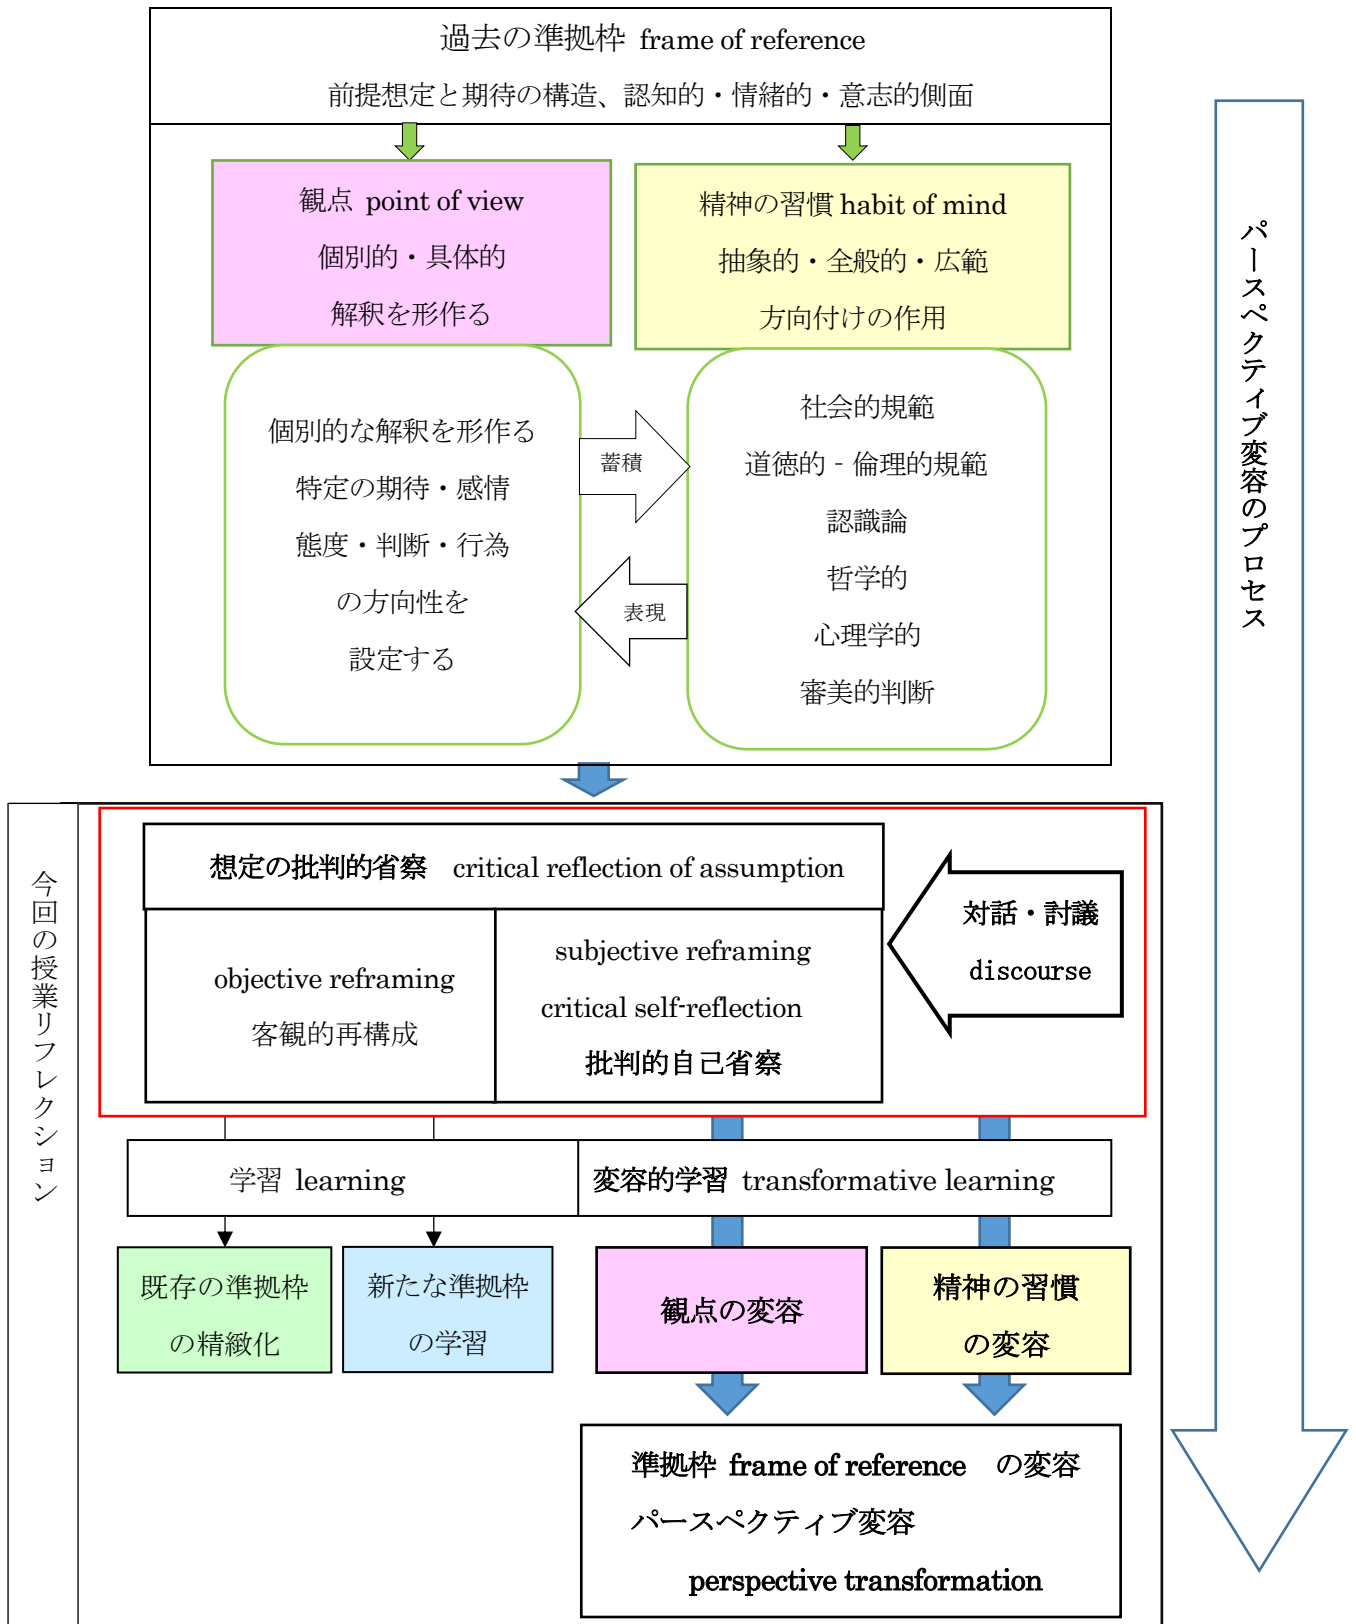 過去の準拠枠 frame of reference
前提想定と期待の構造、認知的・情緒的・意志的側面
観点 point of view
個別的・具体的
解釈を形作る
精神の習慣 habit of mind
抽象的・全般的・広範
方向付けの作用
個別的な解釈を形作る
特定の期待・感情
態度・判断・行為
の方向性を
設定する
蓄積
表現
社会的規範
道徳的‐倫理的規範
認識論
哲学的
心理学的
審美的判断
パースペクティブ変容のプロセス
今回の授業リフレクション
想定の批判的省察 critical reflection of assumption
objective reframing
客観的再構成
subjective reframing
critical self-reflection
批判的自己省察
対話・討議
discourse
学習 learning
変容的学習 transformative learning
既存の準拠枠
の精緻化
新たな準拠枠
の学習
観点の変容
精神の習慣
の変容
準拠枠 frame of reference の変容
パースペクティブ変容
perspective transformation